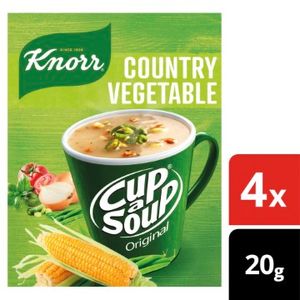 SINCE 1838
Knorr
COUNTRY
VEGETABLE
CUP
a
SOUP
Original
4x
20g